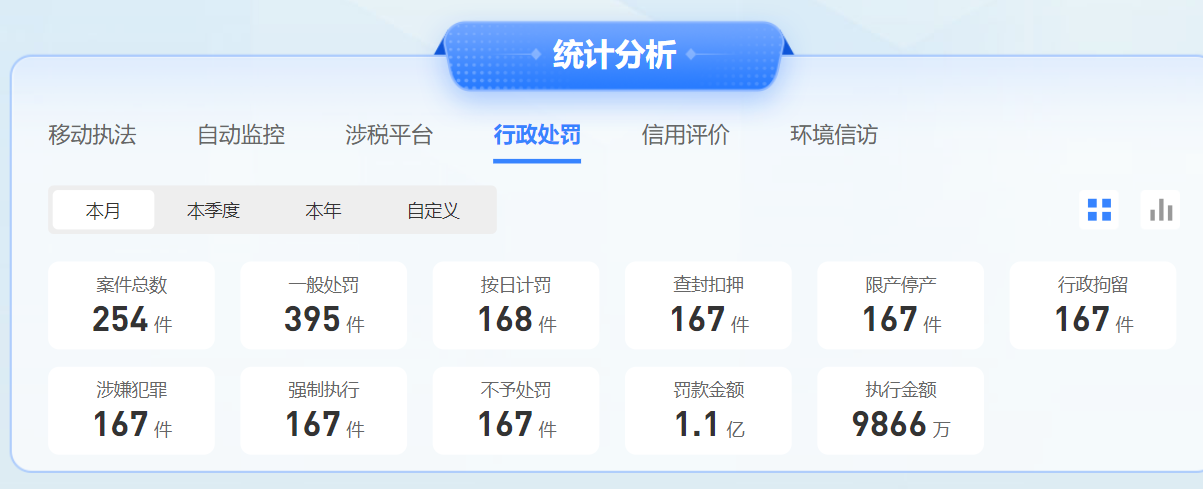 统计分析
移动执法 自动监控 涉税平台 行政处罚 信用评价 环境信访
本月 本季度 本年 自定义
案件总数 一般处罚 按日计罚 查封扣押 限产停产 行政拘留
254 件 395 件 168 件 167 件 167 件 167 件
涉嫌犯罪 强制执行 不予处罚 罚款金额 执行金额
167 件 167 件 167 件 1.1 亿 9866 万